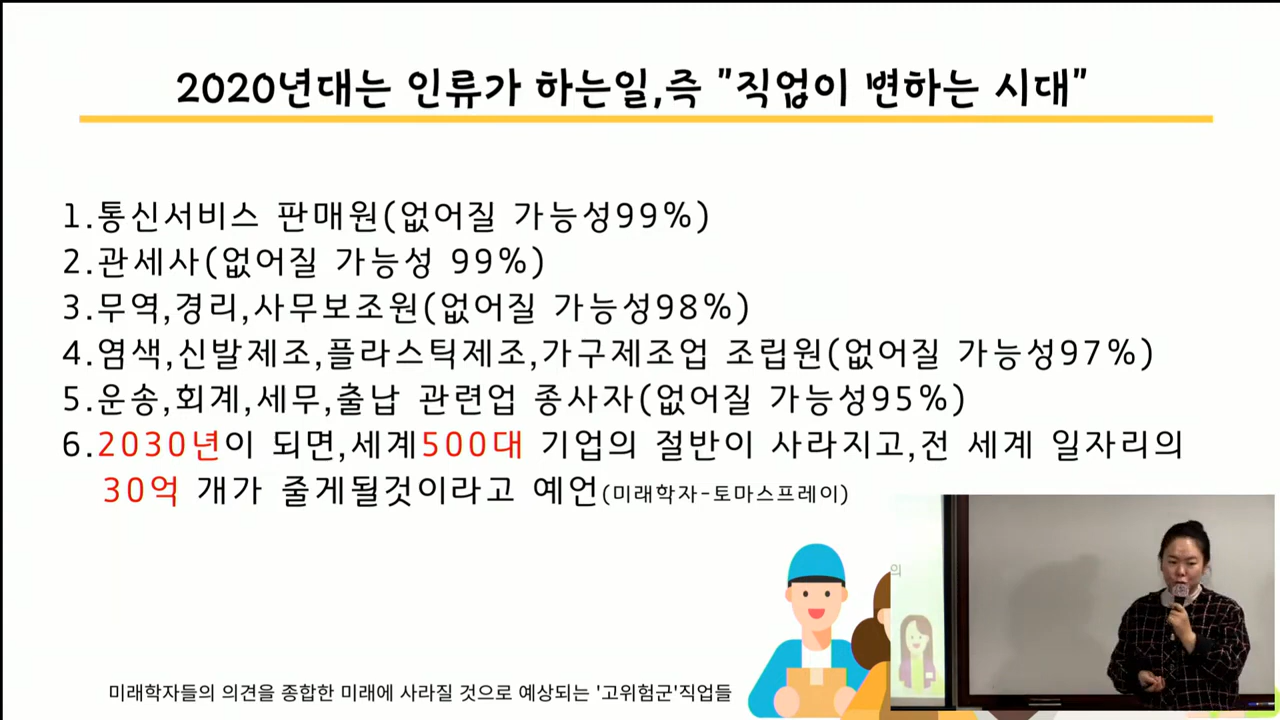 2020년대는 인류가 하는일,즉 "직업이 변하는 시대"
1.통신서비스 판매원(없어질 가능성99%)
2.관세사(없어질 가능성 99%)
3.무역,경리,사무보조원(없어질 가능성98%)
4.염색,신발제조,플라스틱제조,가구제조업 조립원(없어질 가능성97%)
5.운송,회계,세무,출납 관련업 종사자(없어질 가능성95%)
6.2030년이 되면,세계500대 기업의 절반이 사라지고,전 세계 일자리의
30억 개가 줄게될것이라고 예언(미래학자-토마스프레이)
의
미래학자들의 의견을 종합한 미래에 사라질 것으로 예상되는 '고위험군'직업들